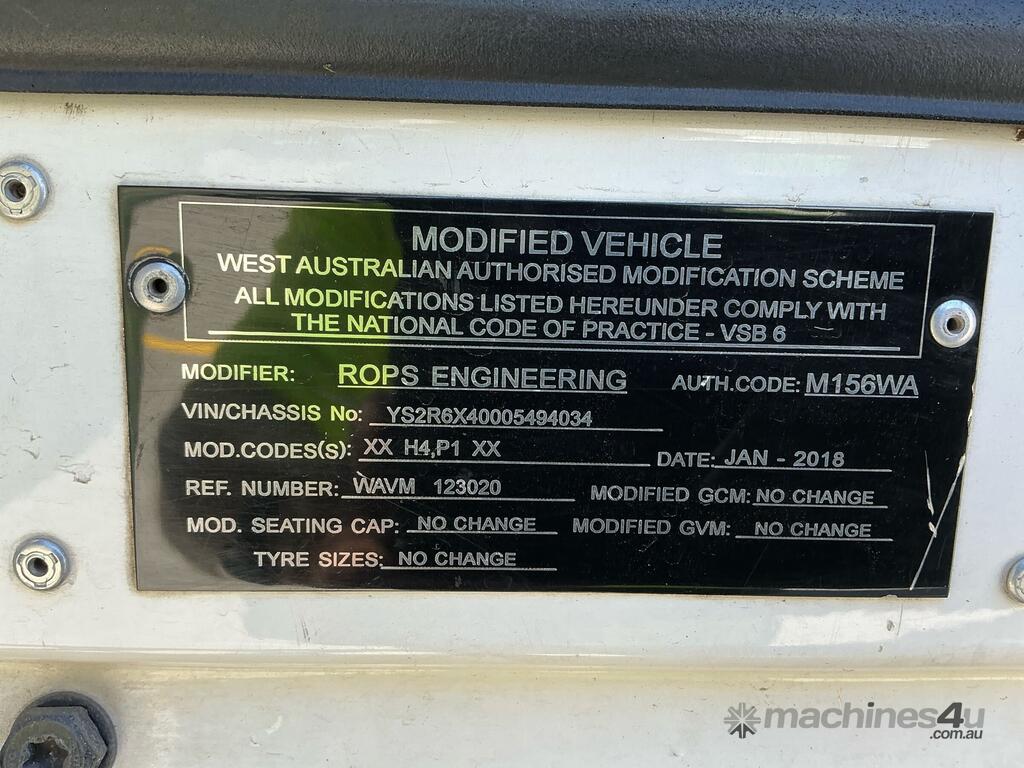 MODIFIED VEHICLE
WEST AUSTRALIAN AUTHORISED MODIFICATION SCHEME
ALL MODIFICATIONS LISTED HEREUNDER COMPLY WITH
THE NATIONAL CODE OF PRACTICE - VSB 6
MODIFIER: ROPS ENGINEERING AUTH.CODE: M156WA
VIN/CHASSIS No: YS2R6X40005494034
MOD.CODES(s): XX H4,P1 XX DATE: JAN - 2018
REF. NUMBER: WAVM 123020 MODIFIED GCM: NO CHANGE
MOD. SEATING CAP: NO CHANGE MODIFIED GVM: NO CHANGE
TYRE SIZES: NO CHANGE
machines4u
.com.au